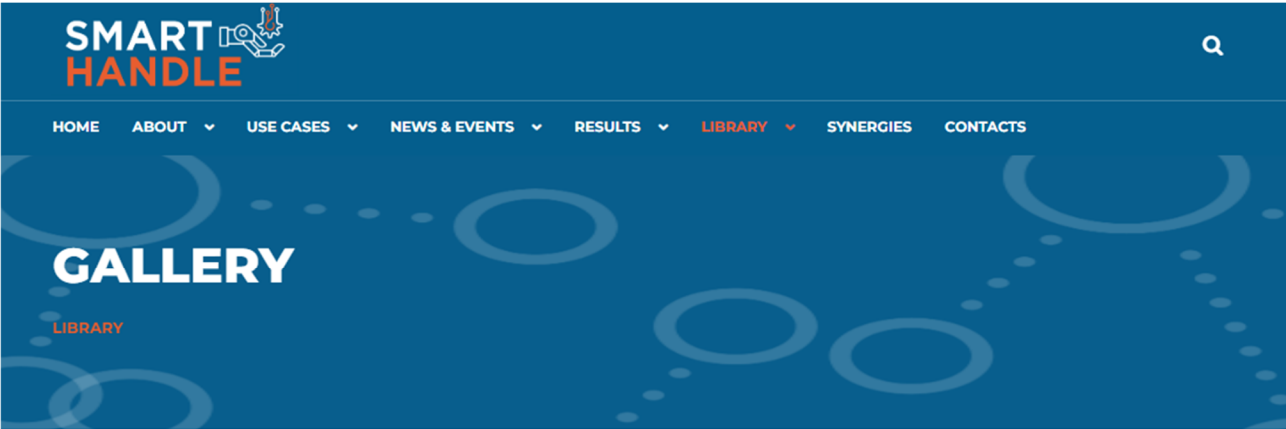 SMART
HANDLE
HOME ABOUT USE CASES NEWS & EVENTS RESULTS LIBRARY SYNERGIES CONTACTS
GALLERY
LIBRARY